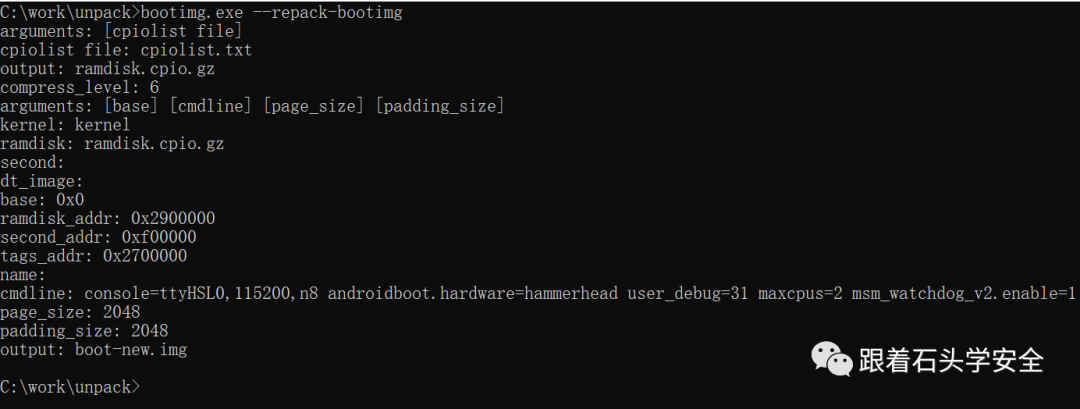 C:\work\unpack>bootimg.exe --repack-bootimg
arguments: [cpiolist file]
cpiolist file: cpiolist.txt
output: ramdisk.cpio.gz
compress_level: 6
arguments: [base] [cmdline] [page_size] [padding_size]
kernel: kernel
ramdisk: ramdisk.cpio.gz
second:
dt_image:
base: 0x0
ramdisk_addr: 0x2900000
second_addr: 0xf00000
tags_addr: 0x2700000
name:
cmdline: console=ttyHSL0,115200,n8 androidboot.hardware=hammerhead user_debug=31 maxcpus=2 msm_watchdog_v2.enable=1
page_size: 2048
padding_size: 2048
output: boot-new.img
跟着石头学安全
C:\work\unpack>